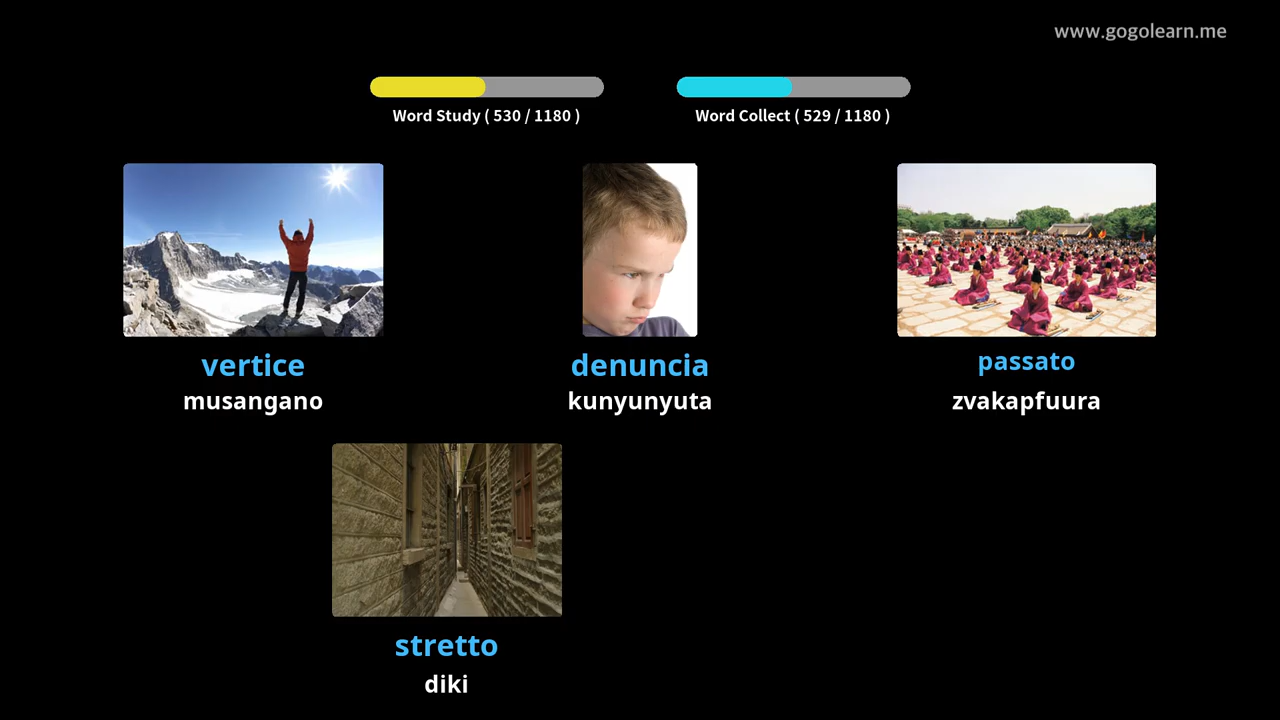 www.gogolearn.me
Word Study ( 530 / 1180 )
Word Collect ( 529 / 1180 )
vertice
musangano
denuncia
kunyunyuta
passato
zvakapfuura
stretto
diki